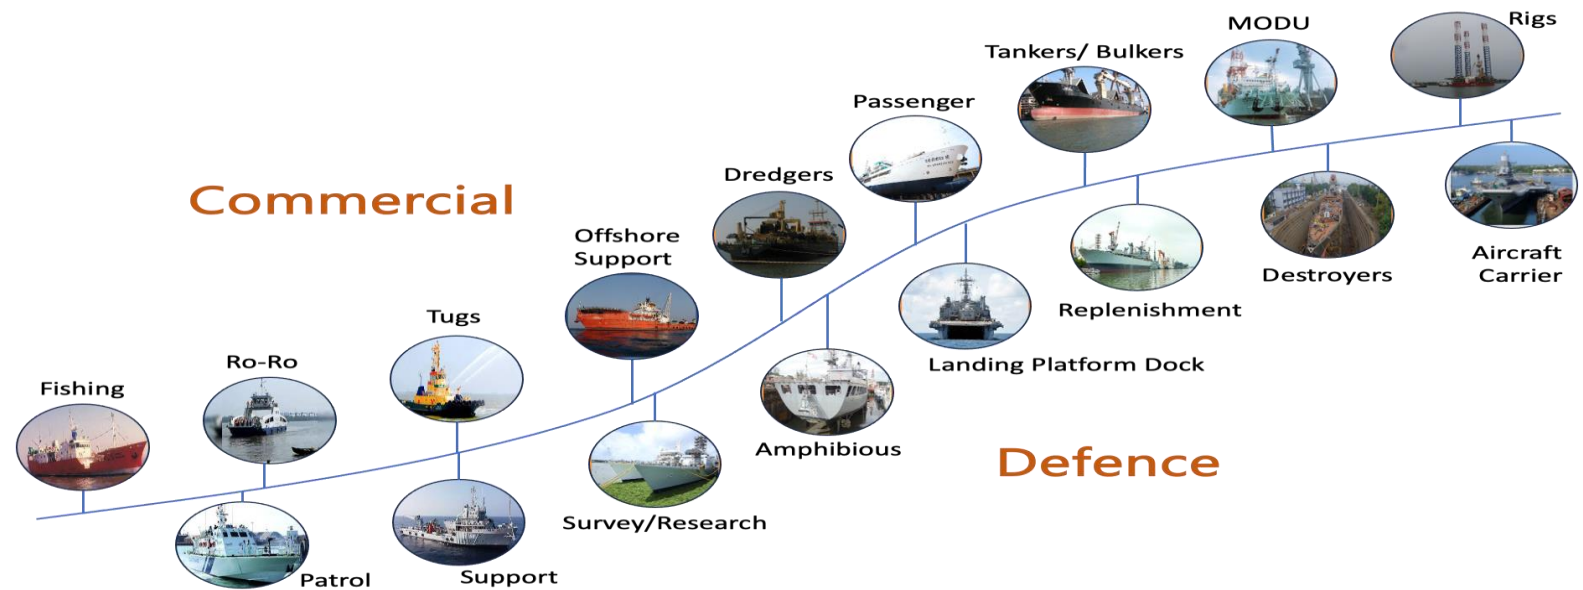 Commercial
Fishing
Ro-Ro
Tugs
Offshore
Support
Dredgers
Passenger
Tankers/ Bulkers
MODU
Rigs
Patrol
Support
Survey/Research
Amphibious
Landing Platform Dock
Replenishment
Destroyers
Aircraft
Carrier
Defence